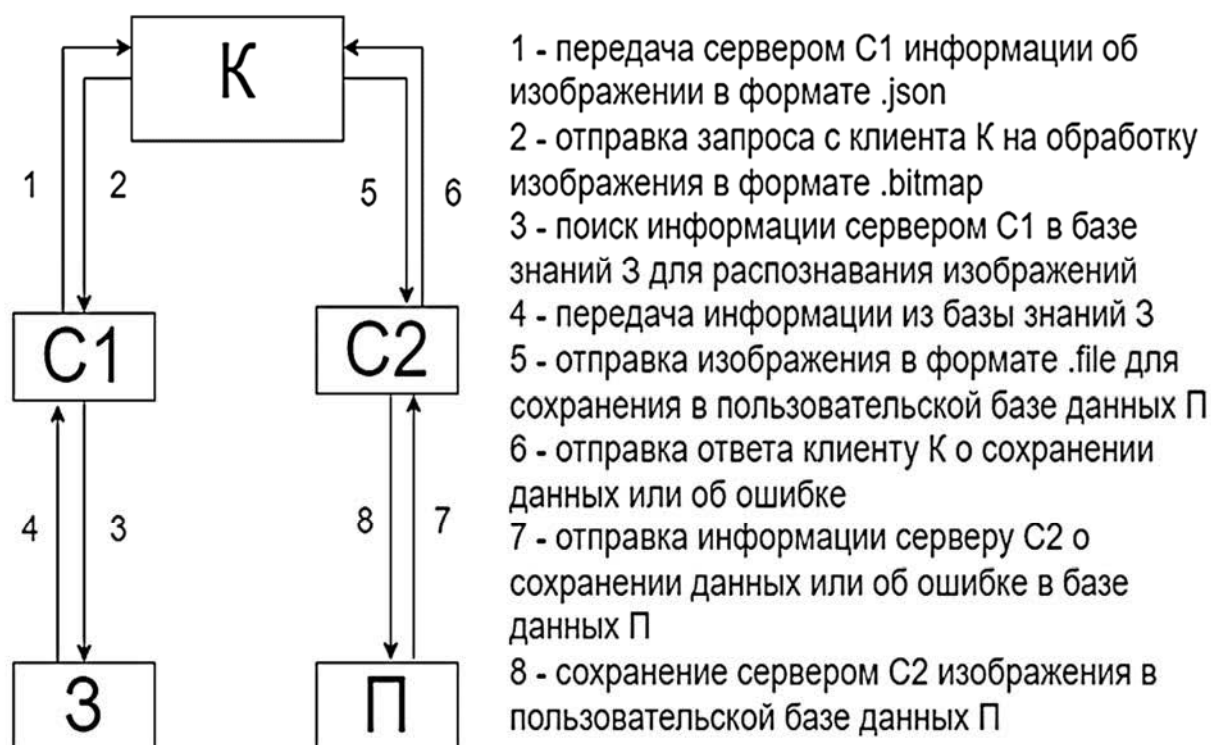 К
1 - передача сервером С1 информации об
изображении в формате .json
2 - отправка запроса с клиента К на обработку
1 2 5 6
изображения в формате .bitmap
3 - поиск информации сервером С1 в базе
знаний З для распознавания изображений
С1 С2
4 - передача информации из базы знаний З
5 - отправка изображения в формате .file для
сохранения в пользовательской базе данных П
6 - отправка ответа клиенту К о сохранении
данных или об ошибке
4 3 8 7
7 - отправка информации серверу С2 о
сохранении данных или об ошибке в базе
данных П
З П
8 - сохранение сервером С2 изображения в
пользовательской базе данных П